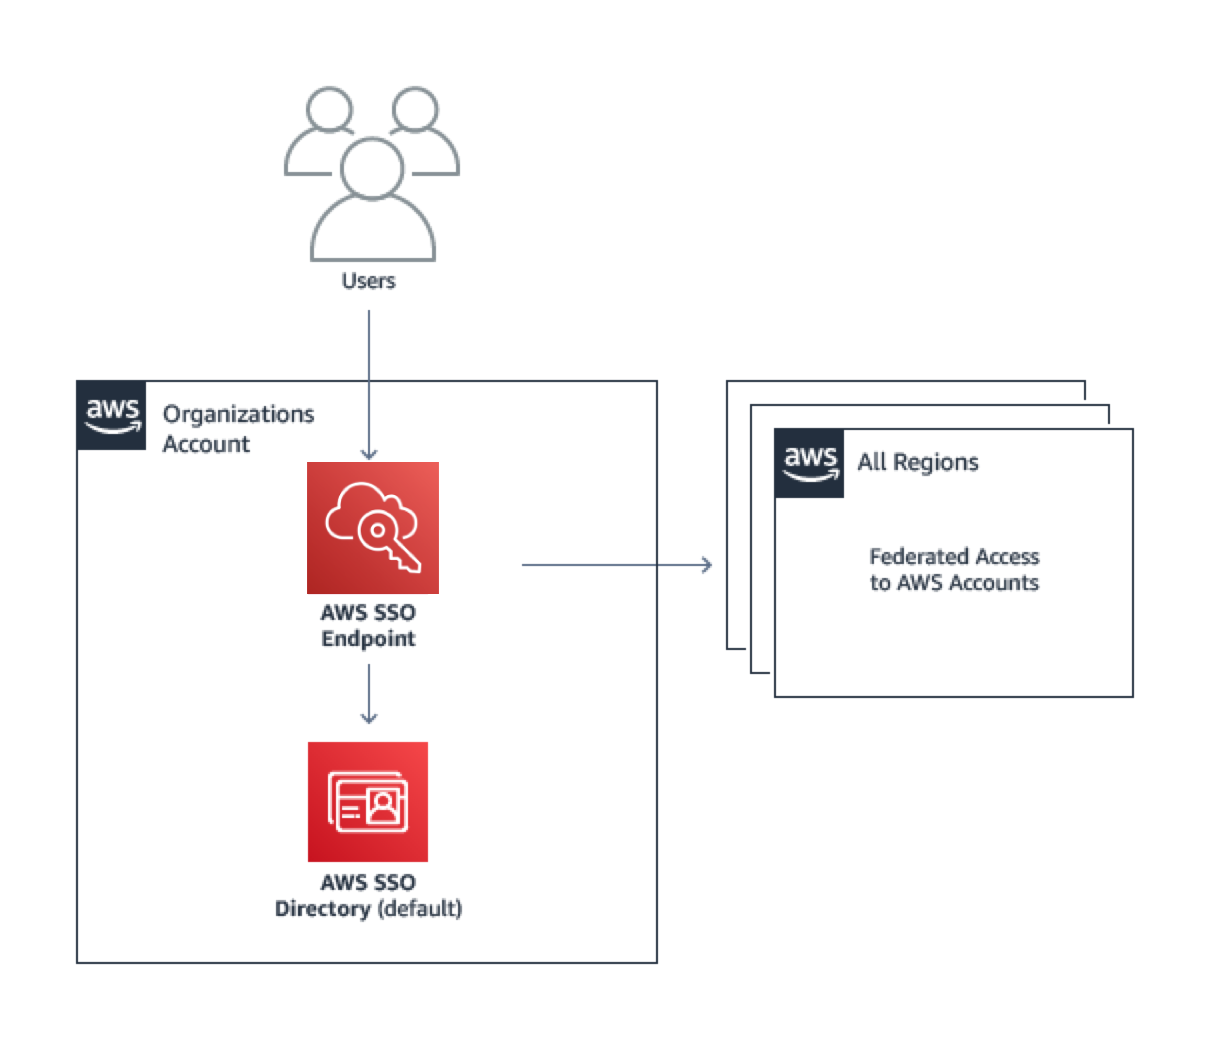 Users
aws
Organizations
Account
AWS SSO
Endpoint
AWS SSO
Directory (default)
aws
All Regions
Federated Access
to AWS Accounts